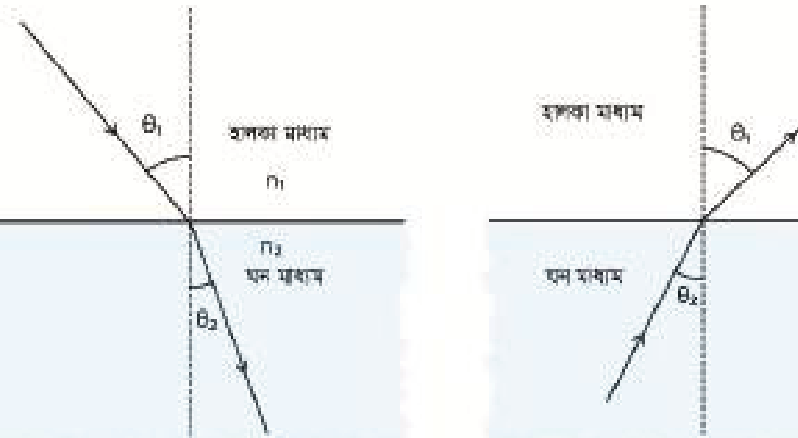 θ₁
হালকা মাধ্যম
n₁
n₂
ঘন মাধ্যম
θ₂
হালকা মাধ্যম
θ₁
ঘন মাধ্যম
θ₂